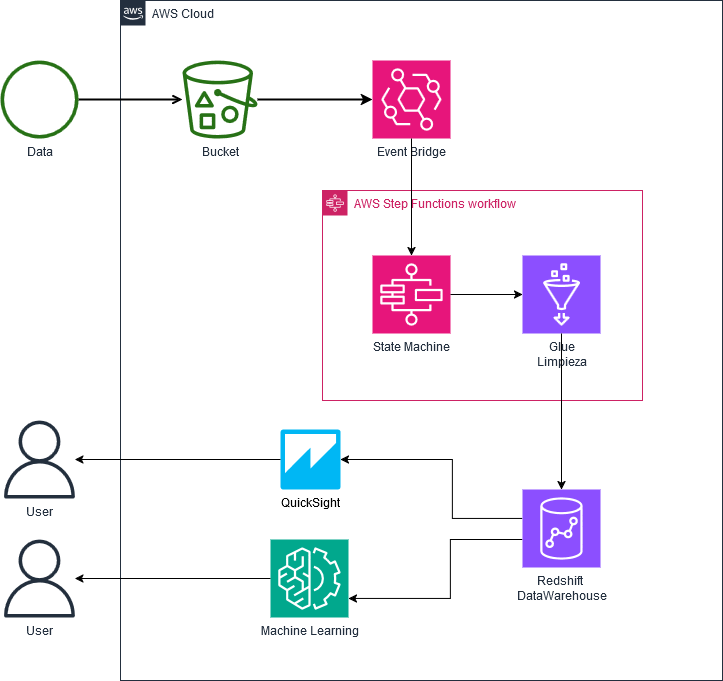 aws
AWS Cloud
Data
Bucket
Event Bridge
AWS Step Functions workflow
State Machine
Glue
Limpieza
QuickSight
User
Redshift
DataWarehouse
Machine Learning
User